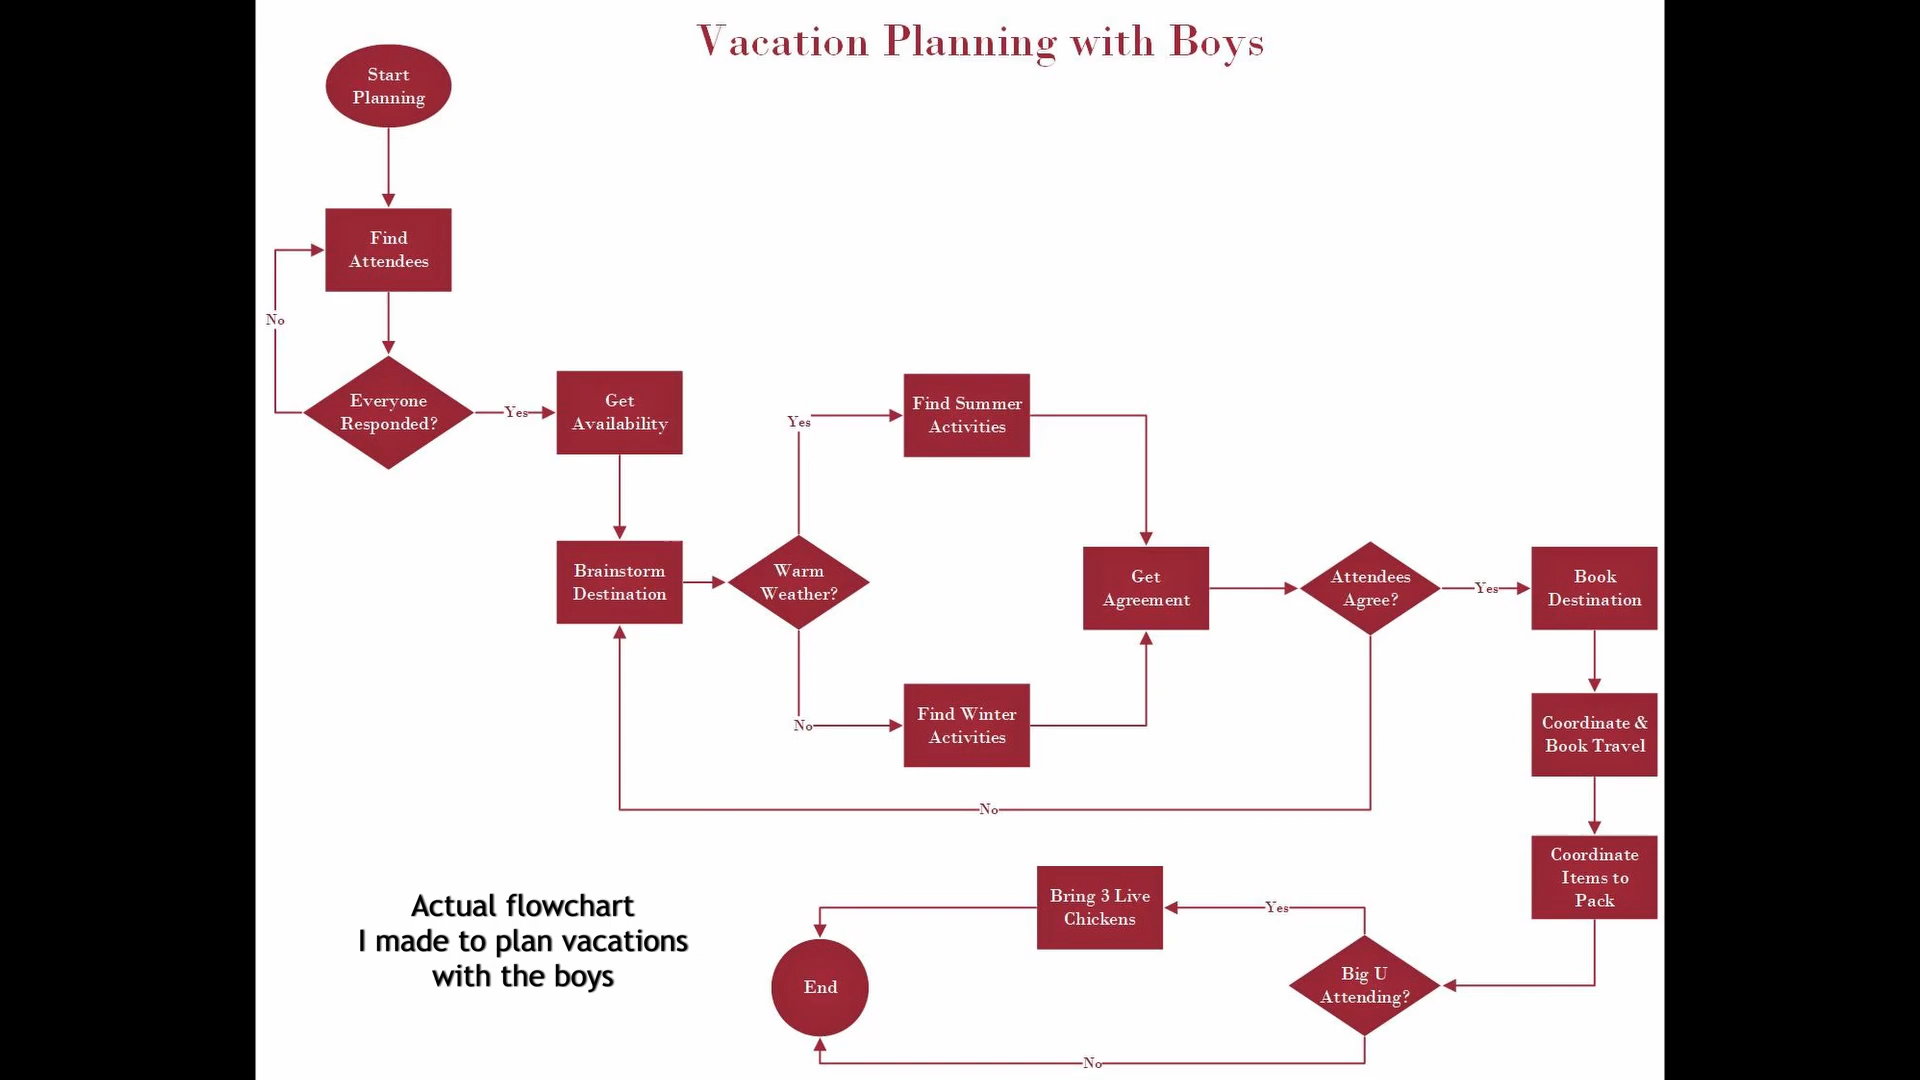 Vacation Planning with Boys
Start
Planning
Find
Attendees
No
Everyone
Responded?
Yes
Get
Availability
Brainstorm
Destination
Warm
Weather?
Yes
Find Summer
Activities
No
Find Winter
Activities
Get
Agreement
Attendees
Agree?
Yes
No
Book
Destination
Coordinate &
Book Travel
Coordinate
Items to
Pack
Big U
Attending?
Yes
Bring 3 Live
Chickens
No
End
Actual flowchart
I made to plan vacations
with the boys